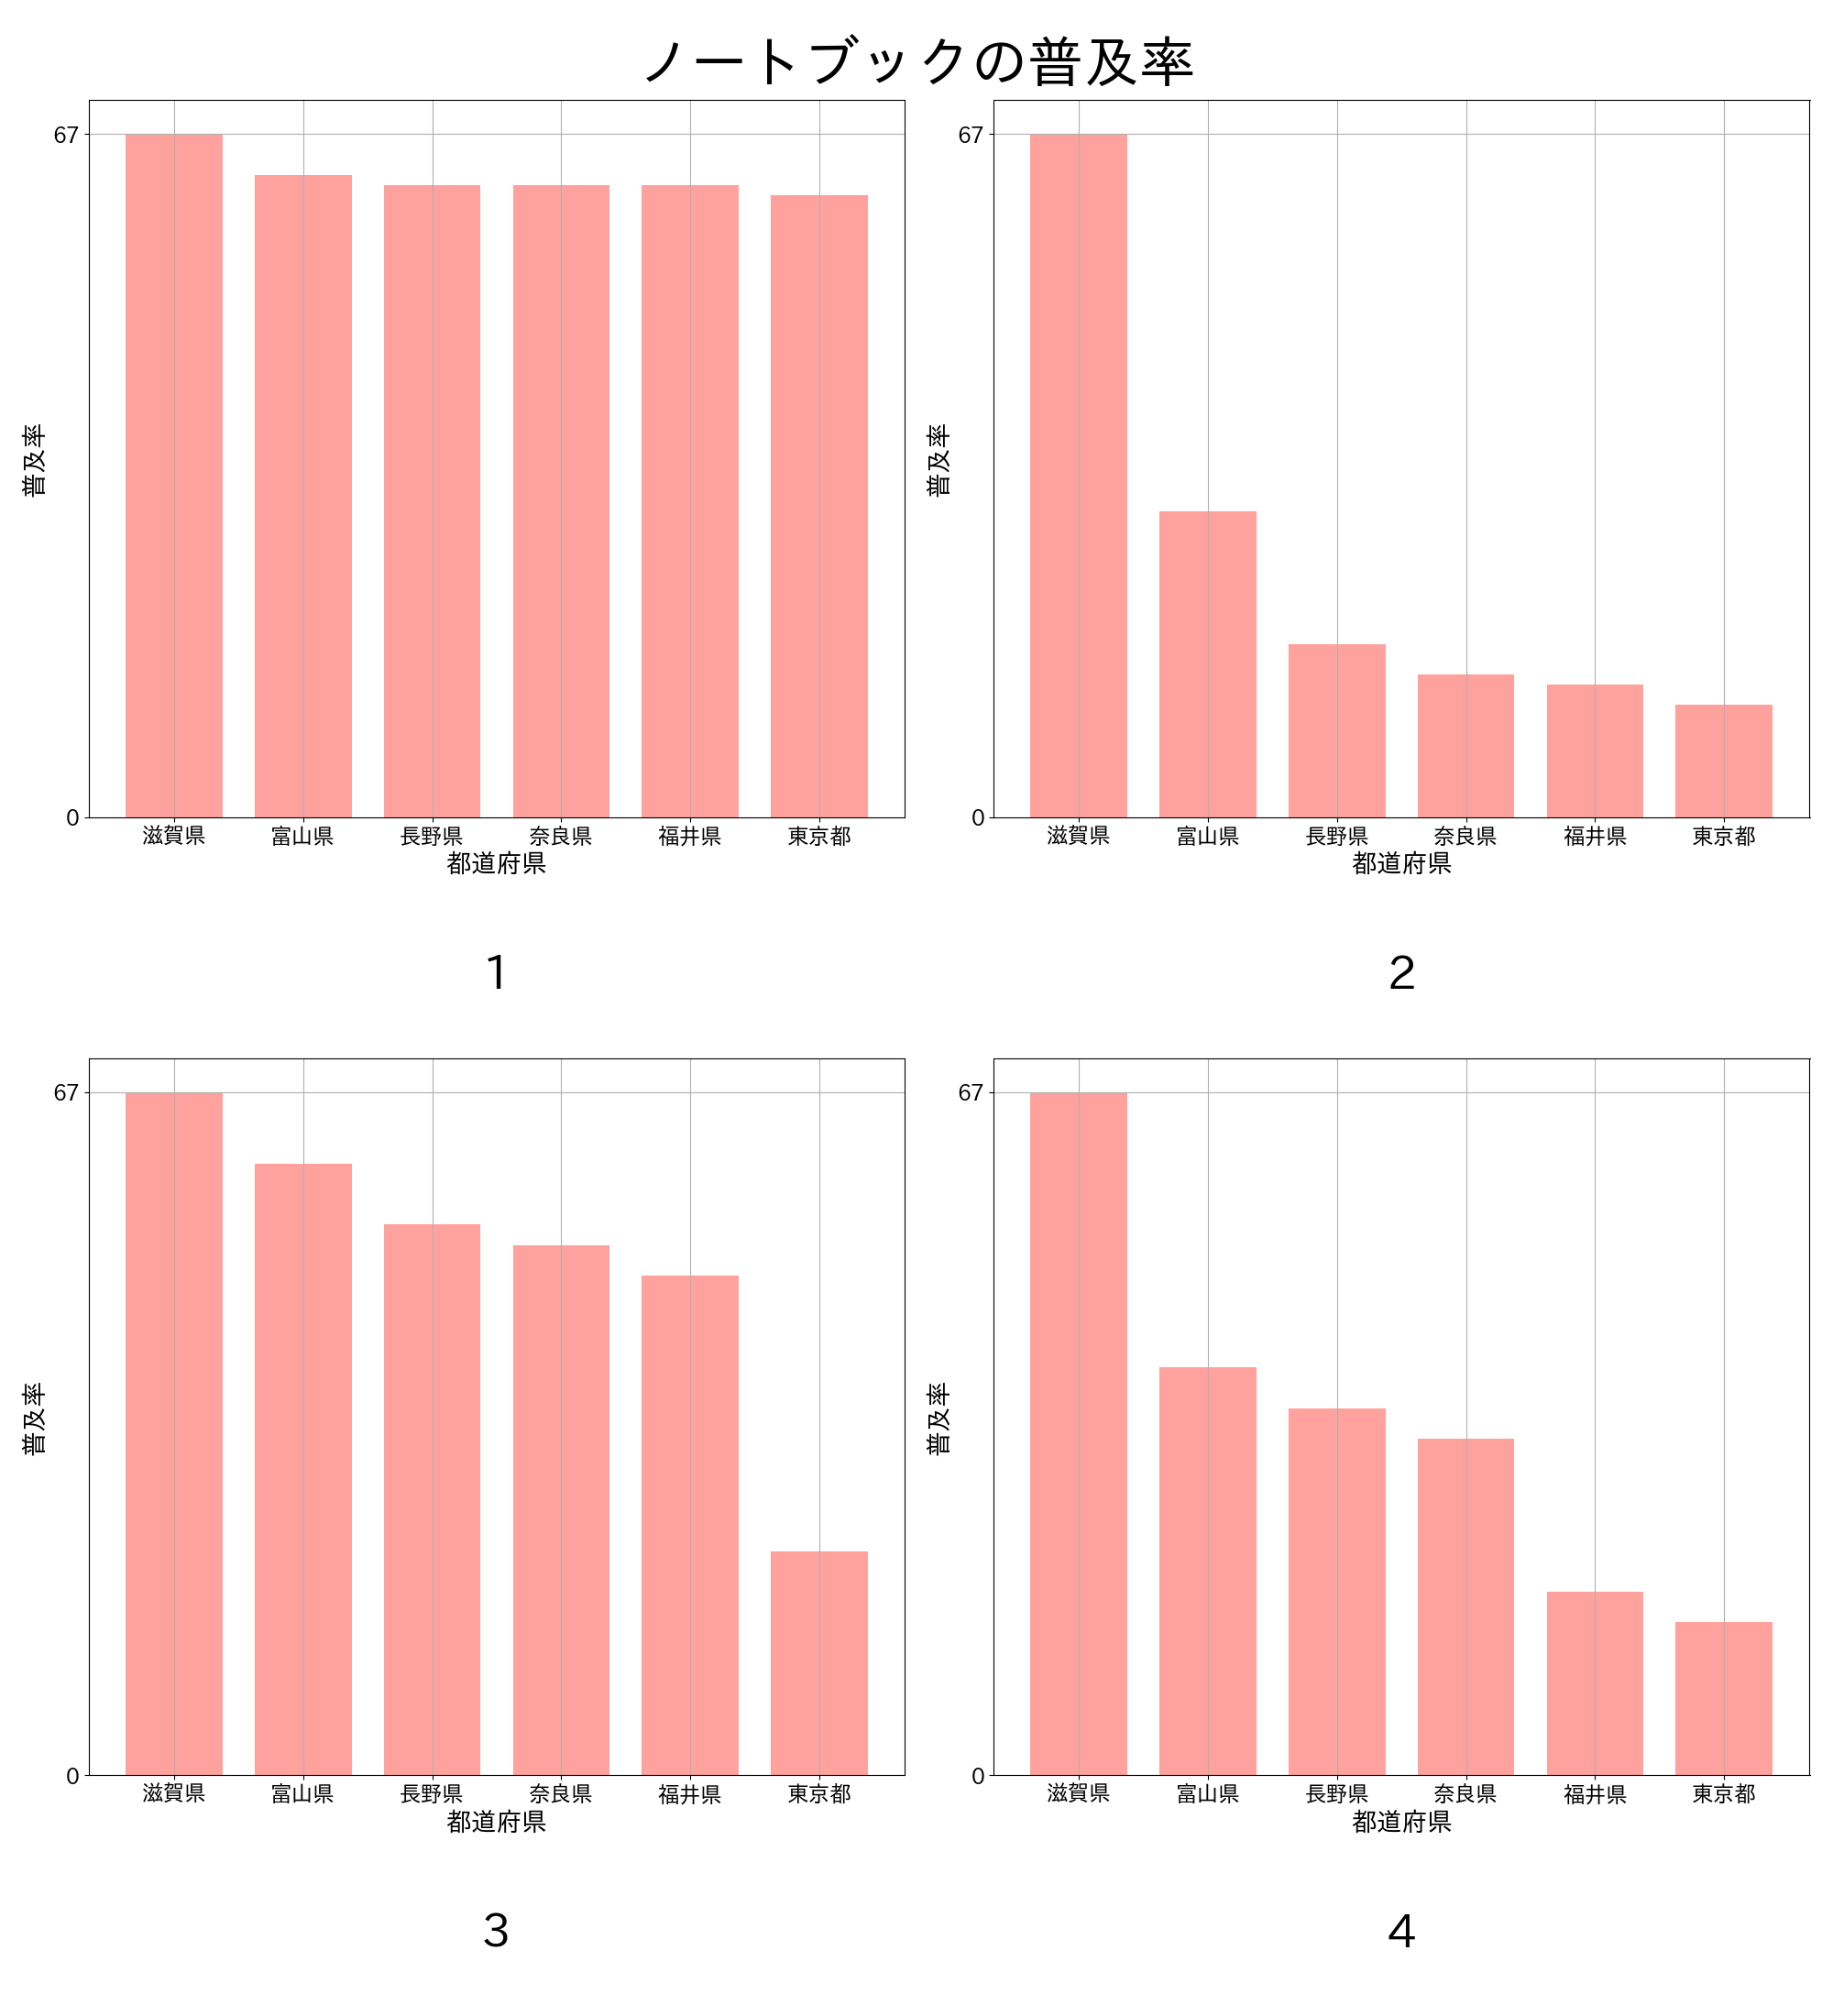 ノートブックの普及率
67
0
普及率
滋賀県 富山県 長野県 奈良県 福井県 東京都
都道府県
1
67
0
普及率
滋賀県 富山県 長野県 奈良県 福井県 東京都
都道府県
2
67
0
普及率
滋賀県 富山県 長野県 奈良県 福井県 東京都
都道府県
3
67
0
普及率
滋賀県 富山県 長野県 奈良県 福井県 東京都
都道府県
4